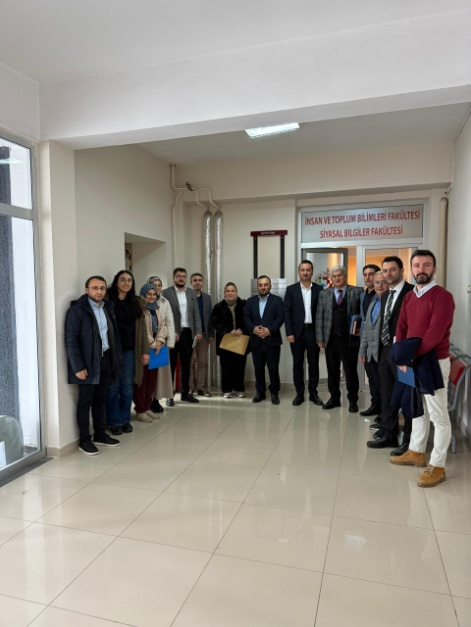 İNSAN VE TOPLUM BİLİMLERİ FAKÜLTESİ
SİYASAL BİLGİLER FAKÜLTESİ